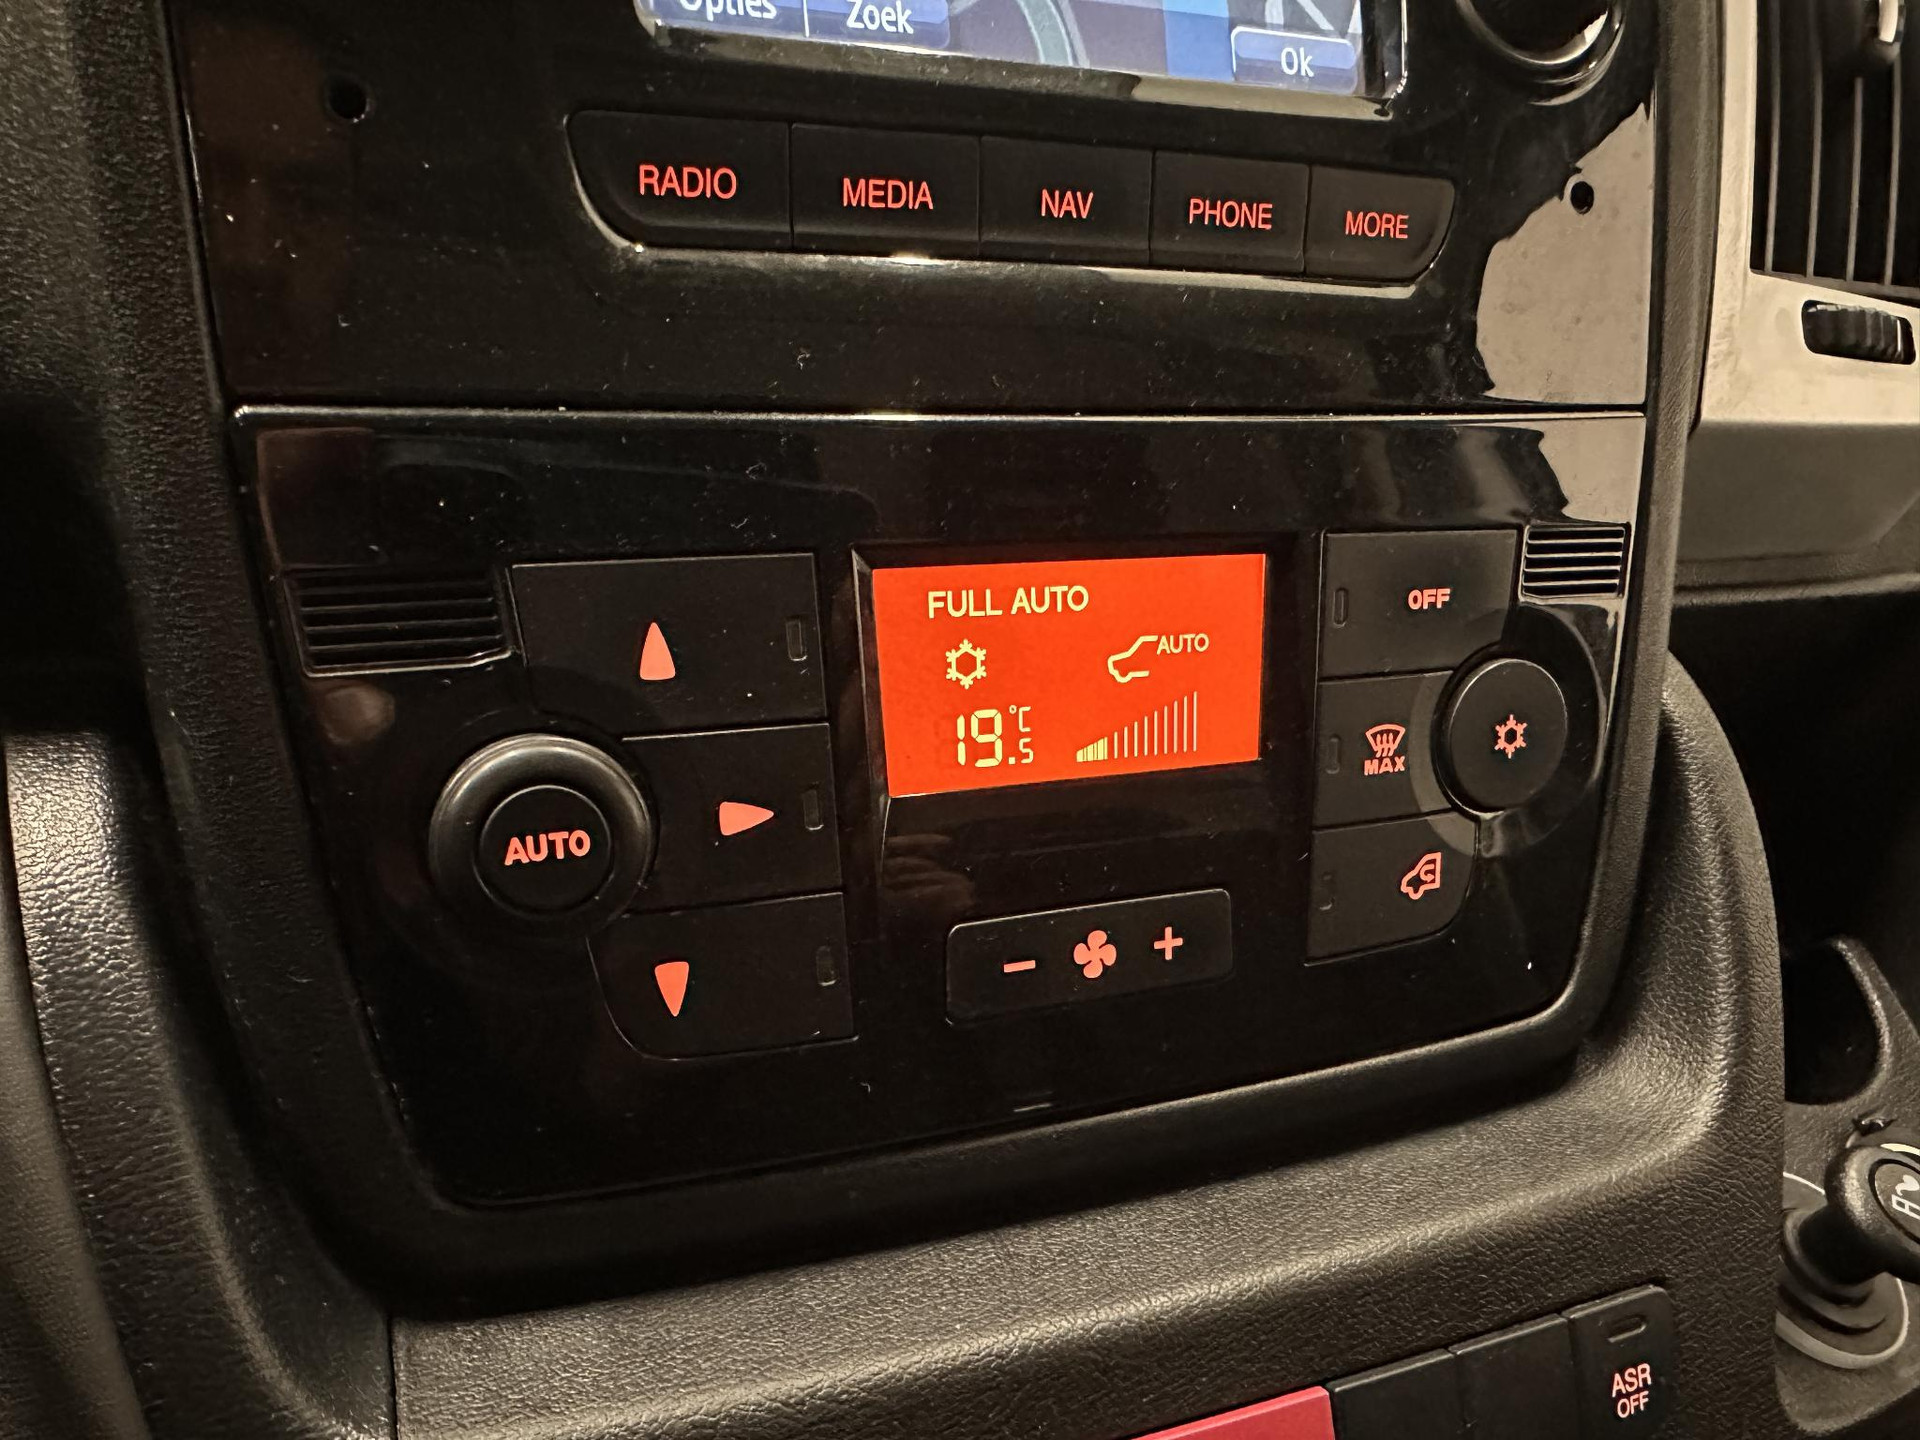 Opties
Zoek
Ok
RADIO
MEDIA
NAV
PHONE
MORE
FULL AUTO
AUTO
19.5 °C
OFF
MAX
AUTO
- +
ASR
OFF